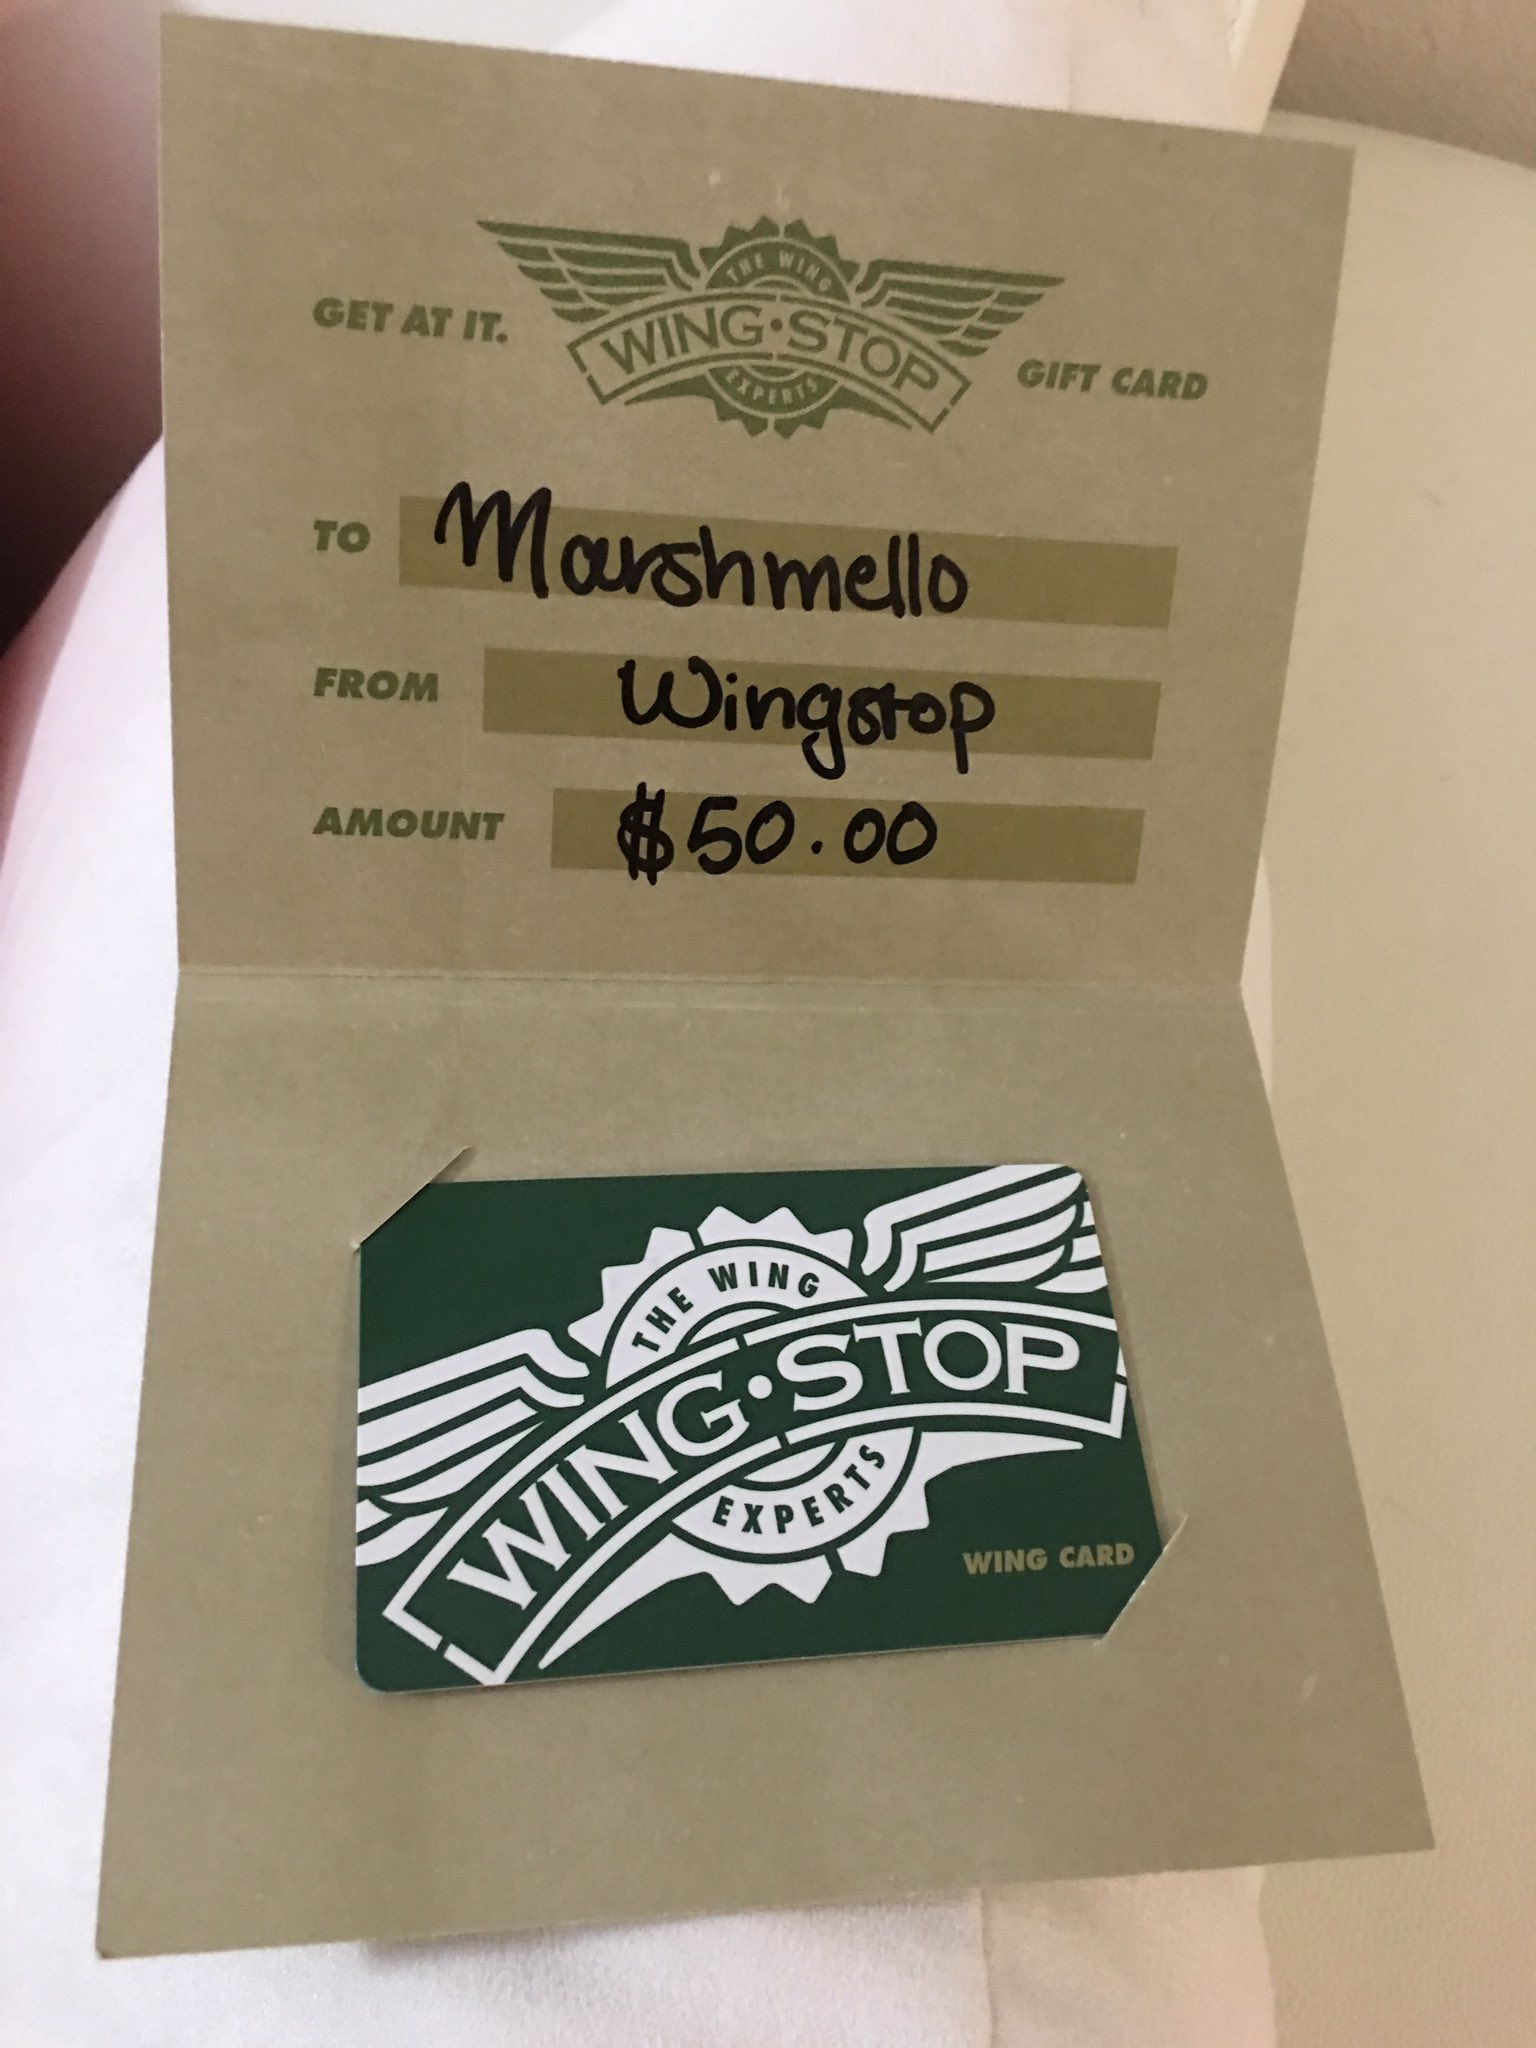 THE WING
GET AT IT. WING•STOP GIFT CARD
EXPERTS
TO Marshmello
FROM Wingstop
AMOUNT $50.00
THE WING
WING•STOP
EXPERTS
WING CARD